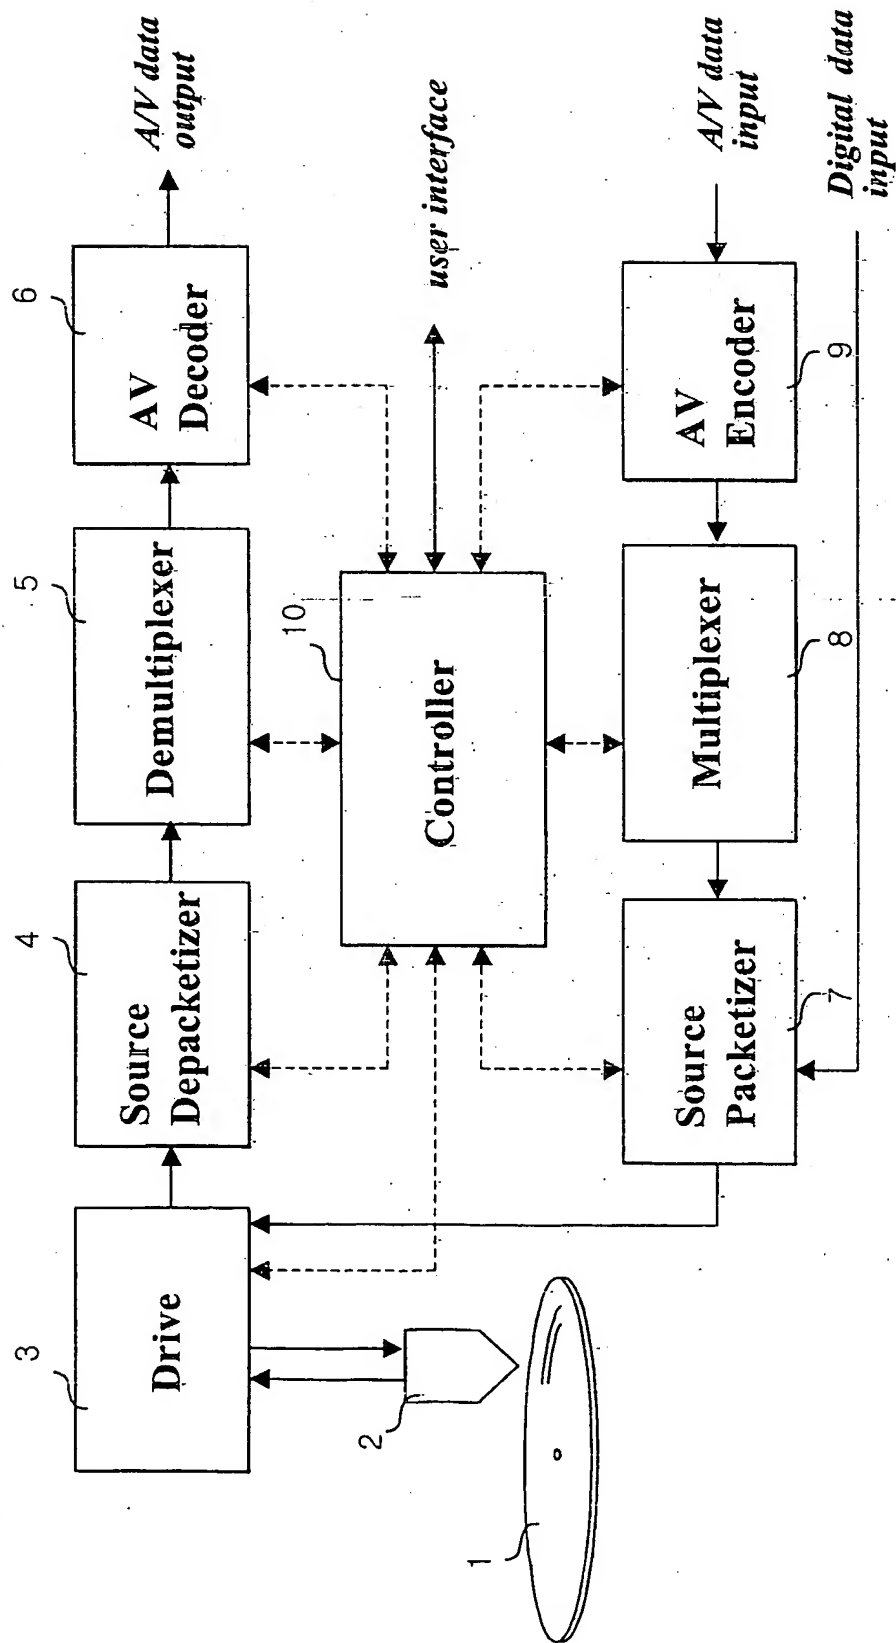 3
4
5
6
Drive
Source
Depacketizer
Demultiplexer
AV
Decoder
A/V data
output
2
10
Controller
user interface
1
Source
Packetizer
Multiplexer
AV
Encoder
A/V data
input
7
8
9
Digital data
input